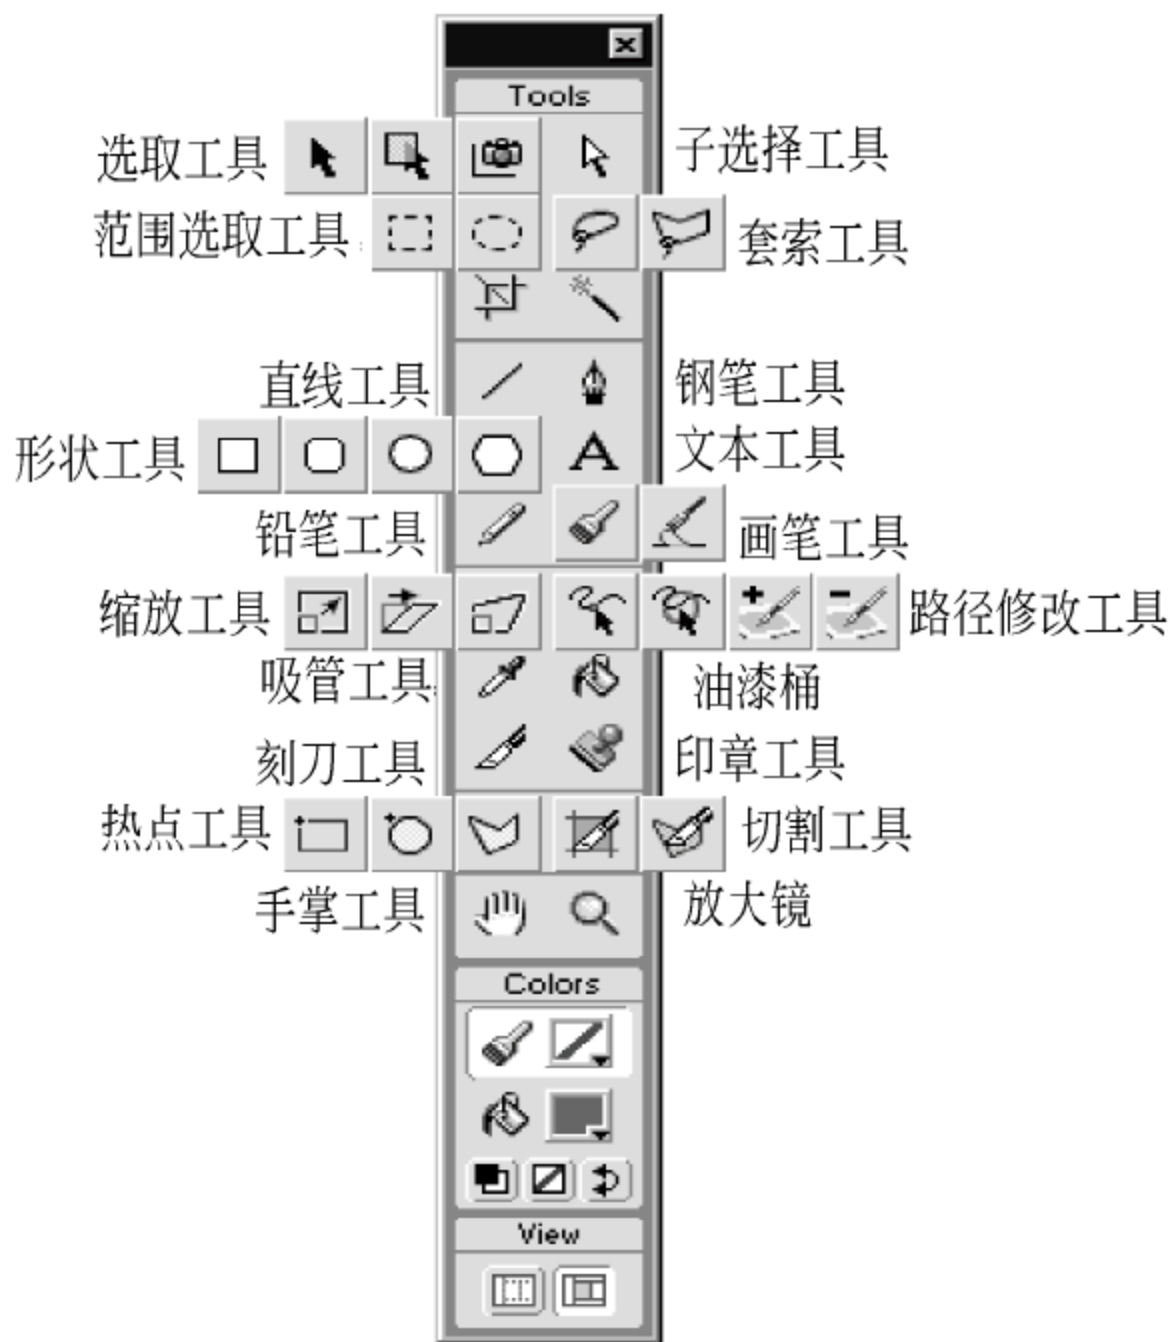 Tools
选取工具
子选择工具
范围选取工具
套索工具
直线工具
钢笔工具
形状工具
文本工具
铅笔工具
画笔工具
缩放工具
路径修改工具
吸管工具
油漆桶
刻刀工具
印章工具
热点工具
切割工具
手掌工具
放大镜
Colors
View